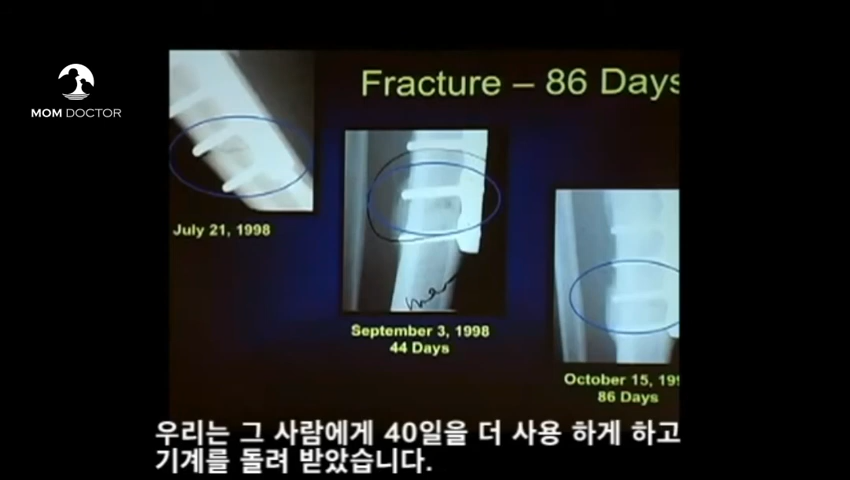 MOM DOCTOR
Fracture – 86 Days
July 21, 1998
September 3, 1998
44 Days
October 15, 199
86 Days
우리는 그 사람에게 40일을 더 사용 하게 하고
기계를 돌려 받았습니다.